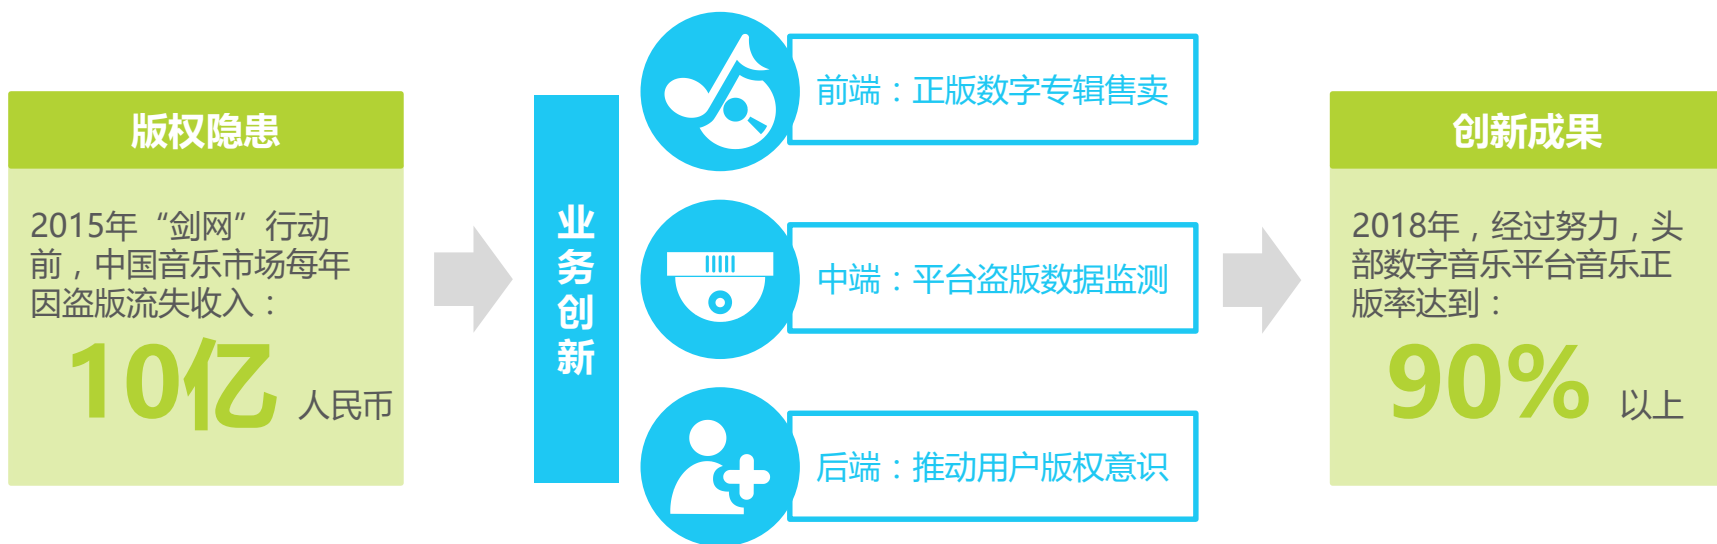 版权隐患
2015年“剑网”行动
前，中国音乐市场每年
因盗版流失收入：
10亿 人民币
业
务
创
新
前端：正版数字专辑售卖
中端：平台盗版数据监测
后端：推动用户版权意识
创新成果
2018年，经过努力，头
部数字音乐平台音乐正
版率达到：
90% 以上